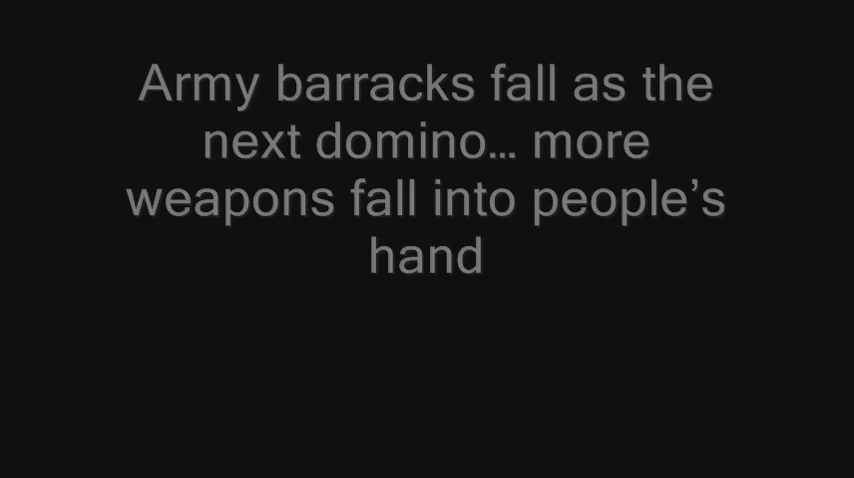 Army barracks fall as the
next domino… more
weapons fall into people’s
hand